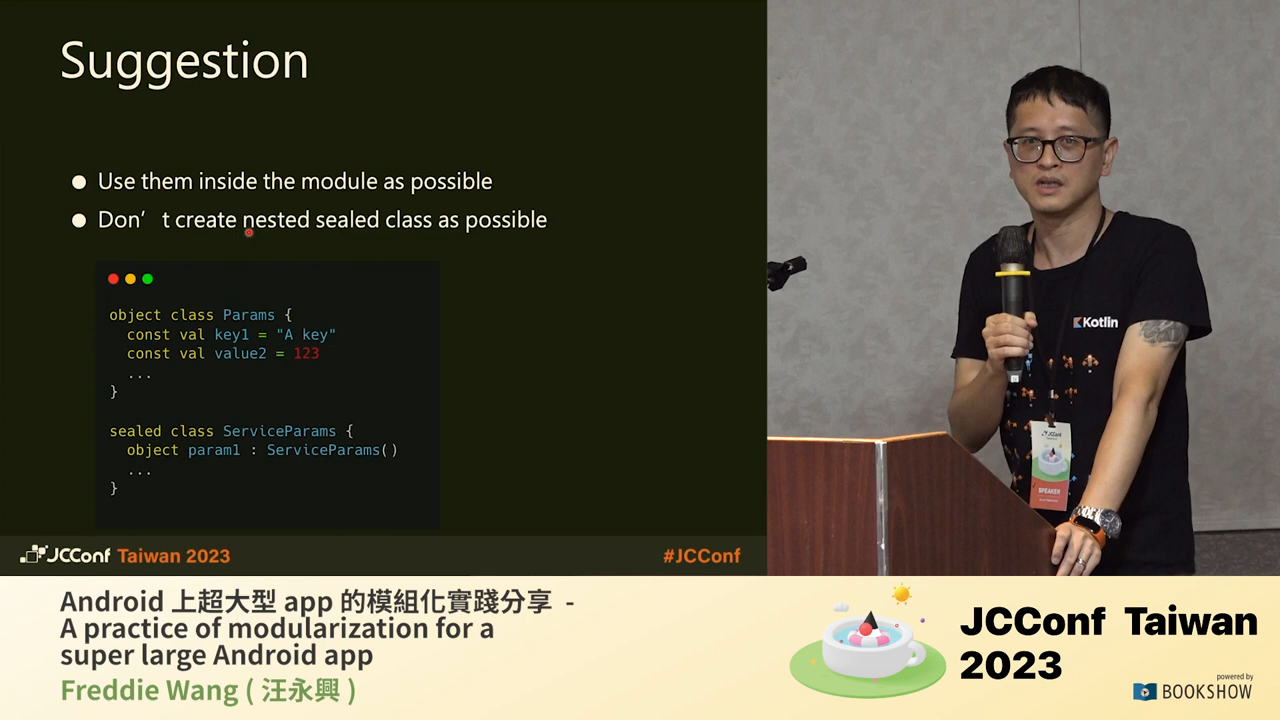 Suggestion
● Use them inside the module as possible
● Don’ t create nested sealed class as possible
object class Params {
const val key1 = "A key"
const val value2 = 123
...
}
sealed class ServiceParams {
object param1 : ServiceParams()
...
}
JCConf Taiwan 2023
#JCConf
Kotlin
JCConf
SPEAKER
Android 上超大型 app 的模組化實踐分享 -
A practice of modularization for a
super large Android app
Freddie Wang ( 汪永興 )
JCConf Taiwan
2023
powered by
BOOKSHOW